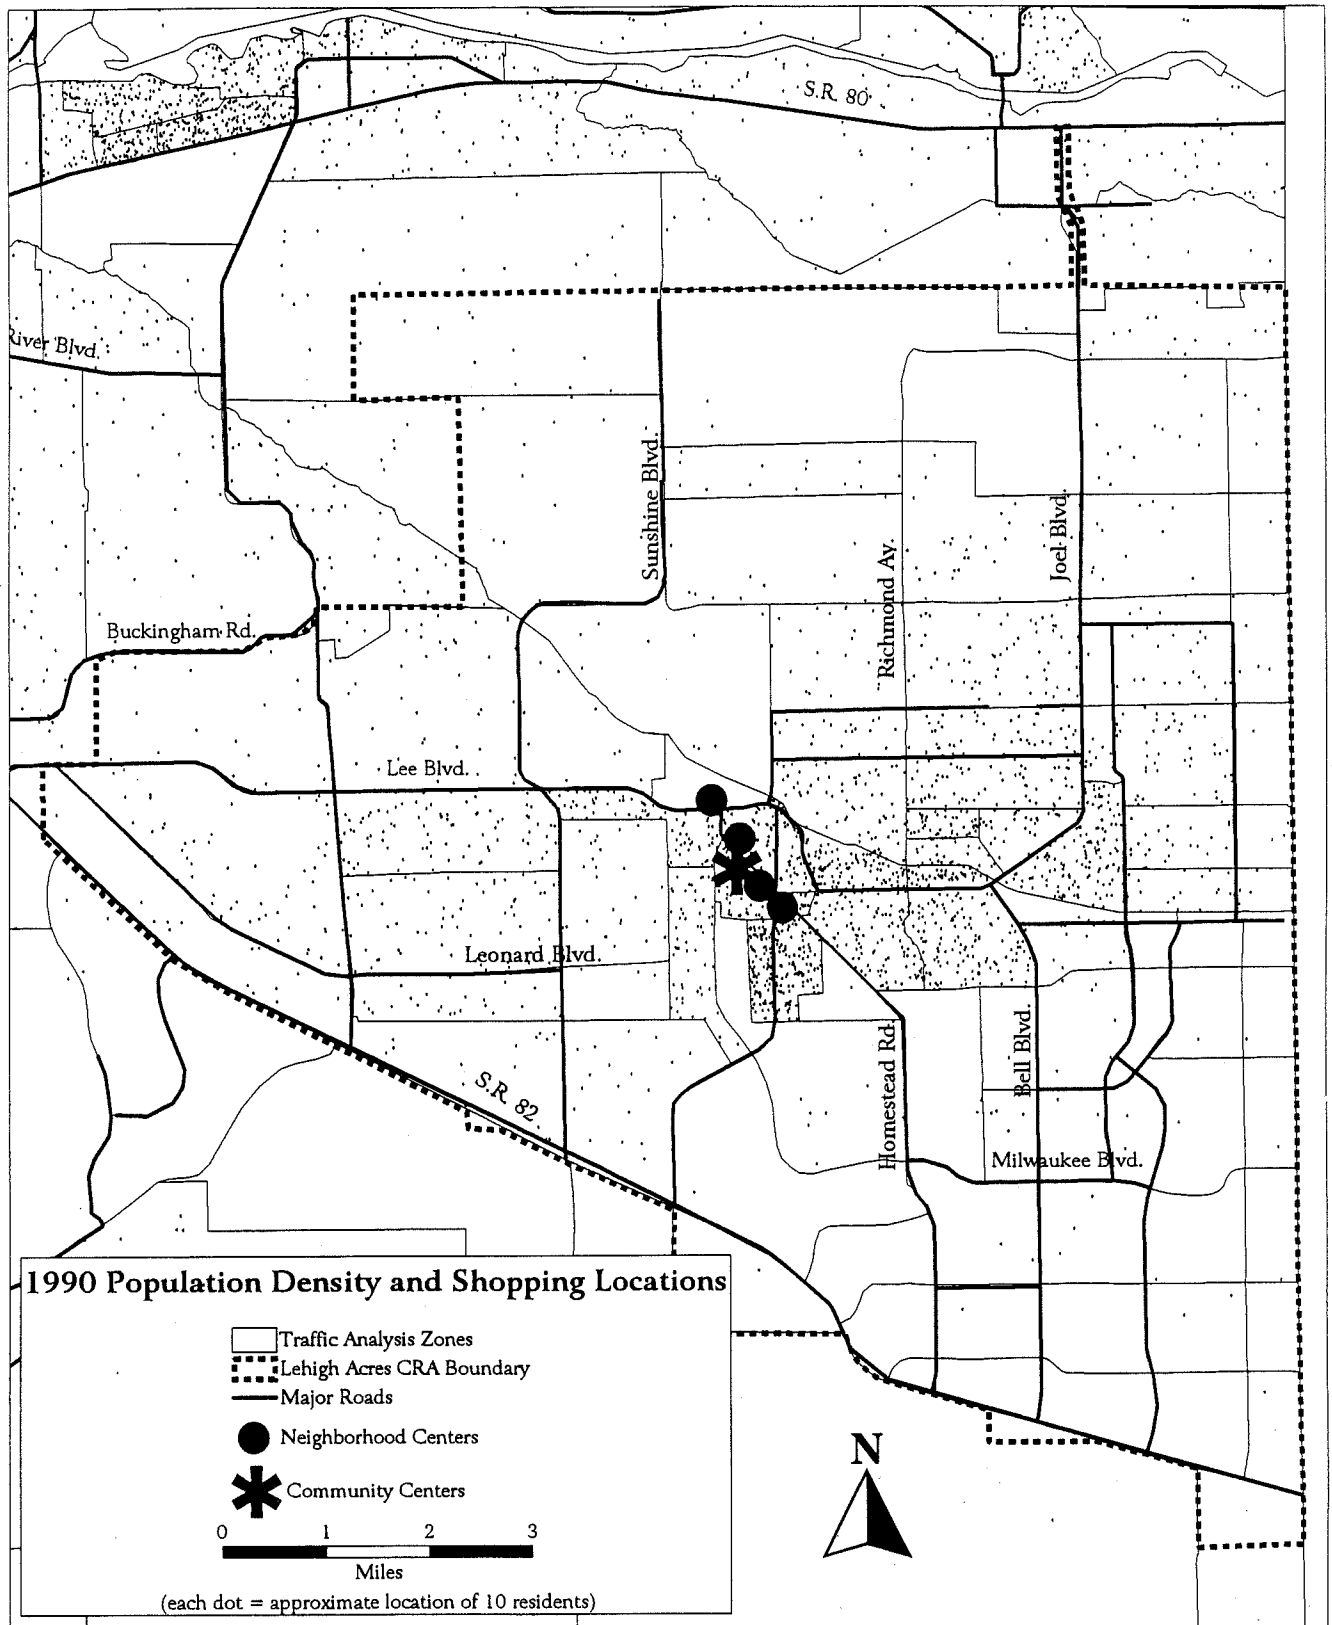 S.R. 80
River Blvd.
Sunshine Blvd.
Joel Blvd.
Richmond Av.
Buckingham Rd.
Lee Blvd.
Leonard Blvd.
Homestead Rd.
Bell Blvd.
S.R. 82
Milwaukee Blvd.
1990 Population Density and Shopping Locations
Traffic Analysis Zones
Lehigh Acres CRA Boundary
Major Roads
Neighborhood Centers
Community Centers
0 1 2 3
Miles
(each dot = approximate location of 10 residents)
N